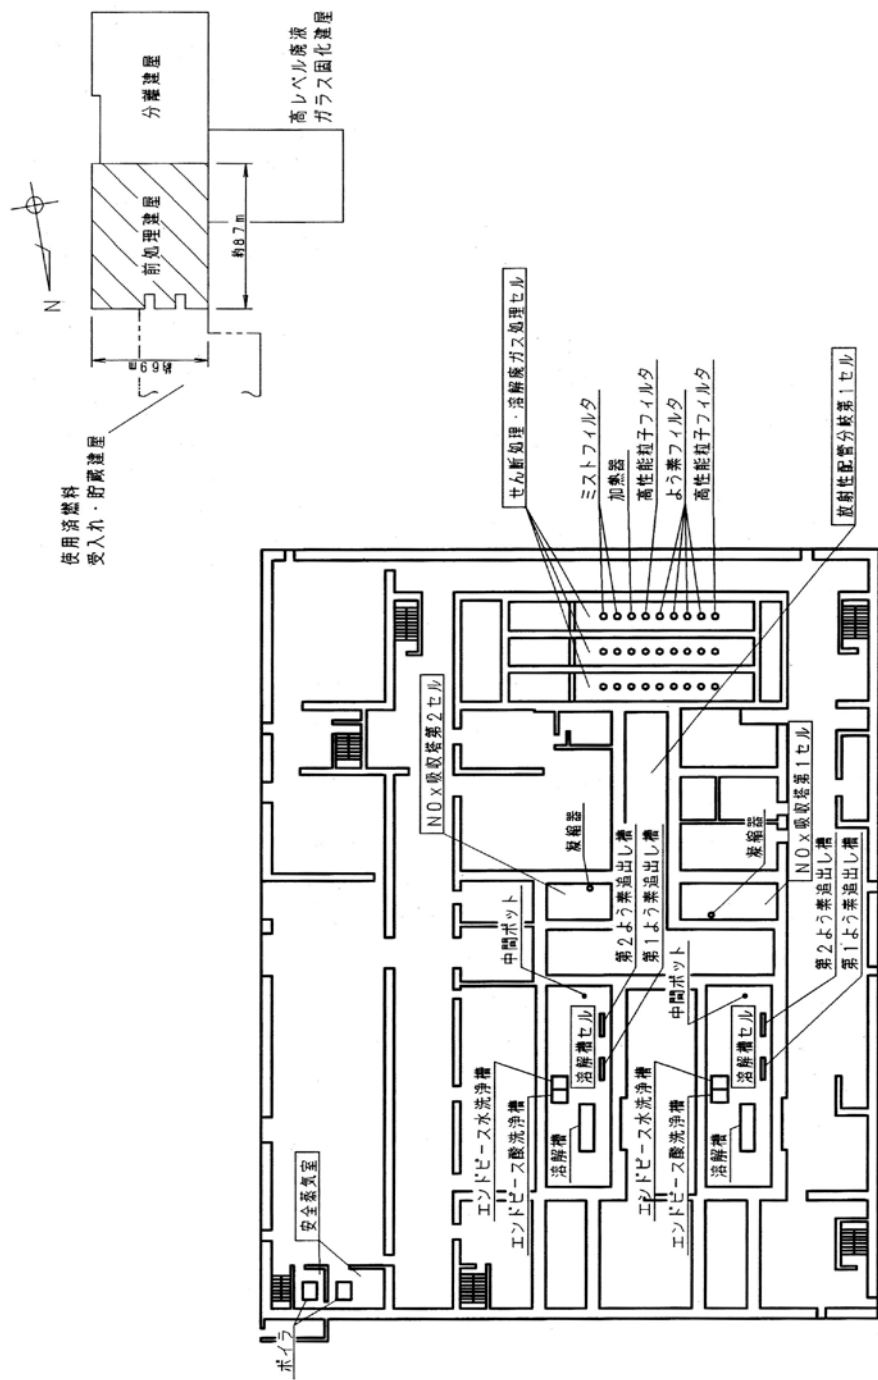 使用済燃料
受入れ・貯蔵建屋
N
約69m
約87m
前処理建屋
分離建屋
高レベル廃液
ガラス固化建屋
ボイラ
安全蒸気室
エンドピース水洗浄槽
エンドピース酸洗浄槽
溶解槽
溶解槽セル
中間ポット
第2よう素追出し槽
第1よう素追出し槽
NOx吸収塔第2セル
凝縮器
せん断処理・溶解廃ガス処理セル
ミストフィルタ
加熱器
高性能粒子フィルタ
よう素フィルタ
高性能粒子フィルタ
放射性配管分岐第1セル
エンドピース水洗浄槽
エンドピース酸洗浄槽
溶解槽
溶解槽セル
中間ポット
第2よう素追出し槽
第1よう素追出し槽
凝縮器
NOx吸収塔第1セル